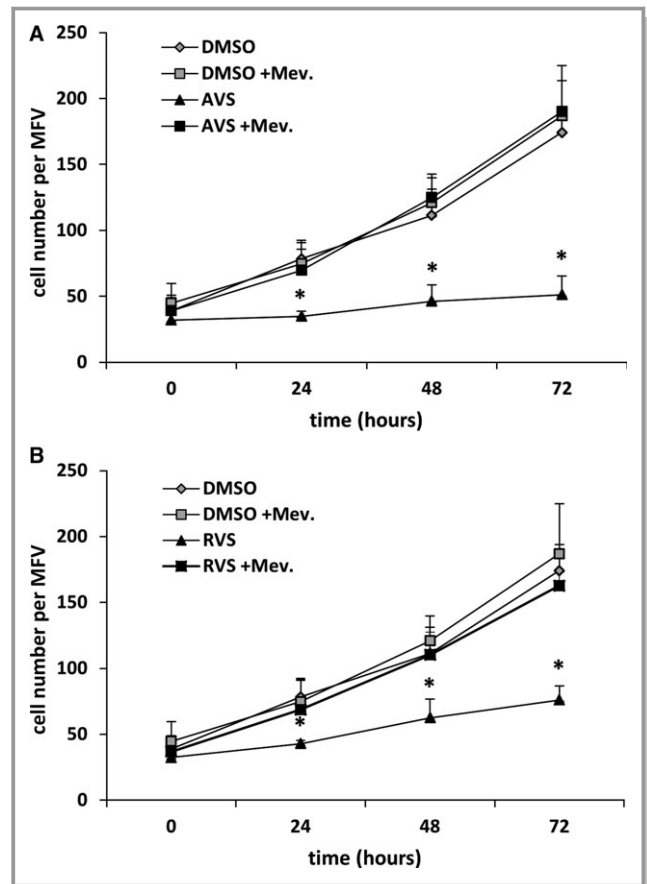 A
250
200
150
100
50
0
cell number per MFV
DMSO
DMSO +Mev.
AVS
AVS +Mev.
*
*
*
0 24 48 72
time (hours)
B
250
200
150
100
50
0
cell number per MFV
DMSO
DMSO +Mev.
RVS
RVS +Mev.
*
*
*
0 24 48 72
time (hours)